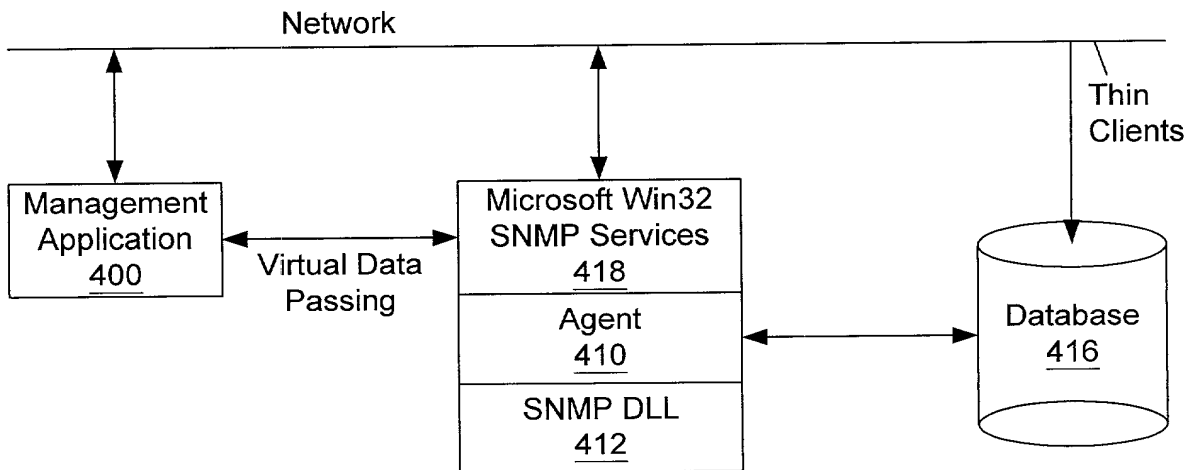 Network
Thin
Clients
Management
Application
400
Virtual Data
Passing
Microsoft Win32
SNMP Services
418
Agent
410
SNMP DLL
412
Database
416